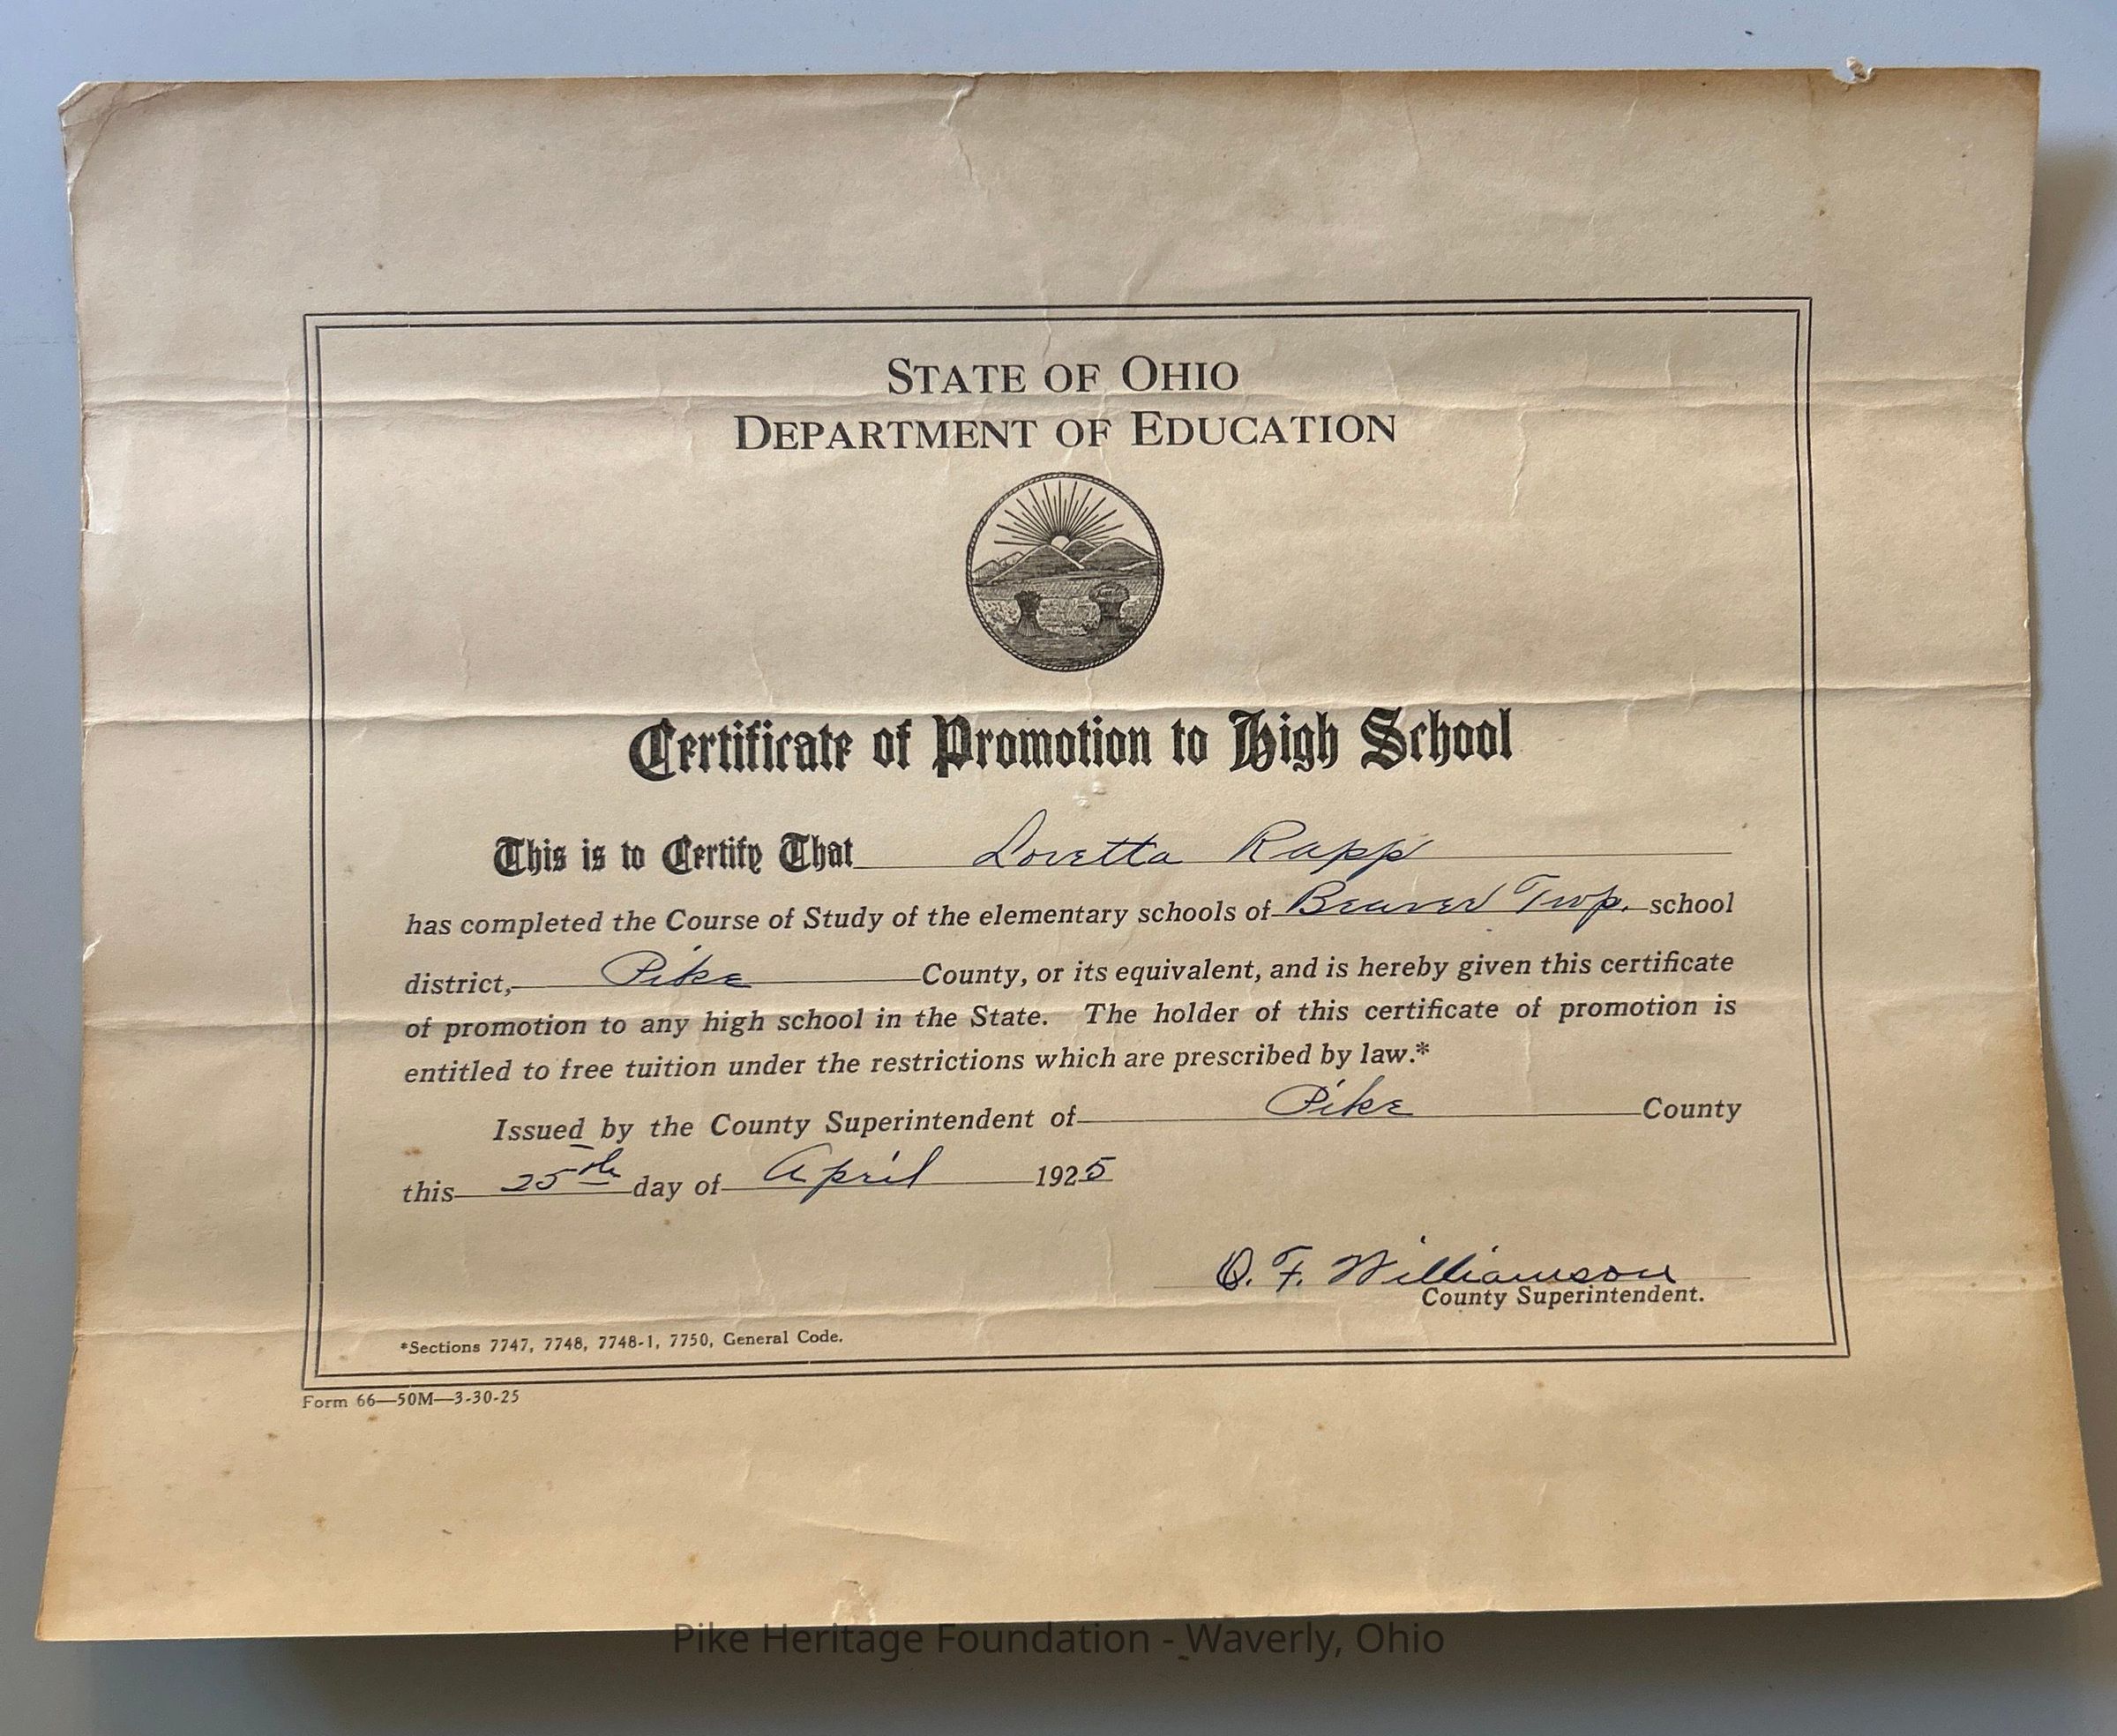 STATE OF OHIO
DEPARTMENT OF EDUCATION
Certificate of Promotion to High School
This is to Certify That Loretta Rapp
has completed the Course of Study of the elementary schools of Beaver Twp. school
district, Pike County, or its equivalent, and is hereby given this certificate
of promotion to any high school in the State. The holder of this certificate of promotion is
entitled to free tuition under the restrictions which are prescribed by law.*
Issued by the County Superintendent of Pike County
this 25th day of April 1925
O. F. Williamson
County Superintendent.
*Sections 7747, 7748, 7748-1, 7750, General Code.
Form 66—50M—3-30-25
Pike Heritage Foundation - Waverly, Ohio